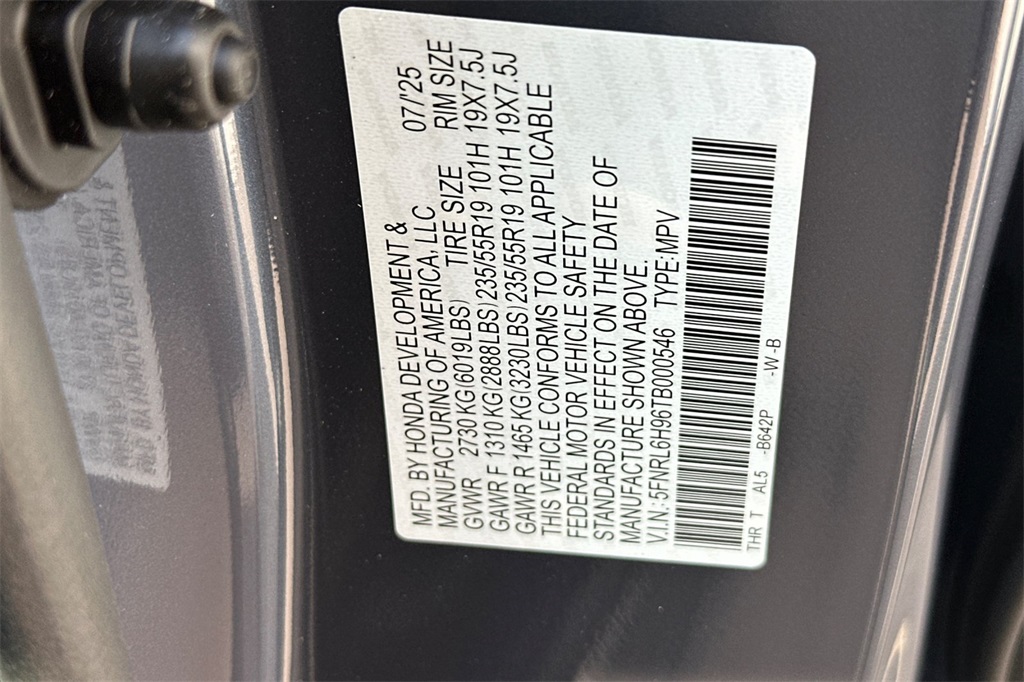 MFD. BY HONDA DEVELOPMENT & 07/'25
MANUFACTURING OF AMERICA, LLC
GVWR 2730 KG(6019LBS) TIRE SIZE RIM SIZE
GAWR F 1310 KG(2888LBS) 235/55R19 101H 19X7.5J
GAWR R 1465 KG(3230LBS) 235/55R19 101H 19X7.5J
THIS VEHICLE CONFORMS TO ALL APPLICABLE
FEDERAL MOTOR VEHICLE SAFETY
STANDARDS IN EFFECT ON THE DATE OF
MANUFACTURE SHOWN ABOVE.
V.I.N.:5FNRL6H96TB000546 TYPE:MPV
THR T AL5 -B642P -W-B